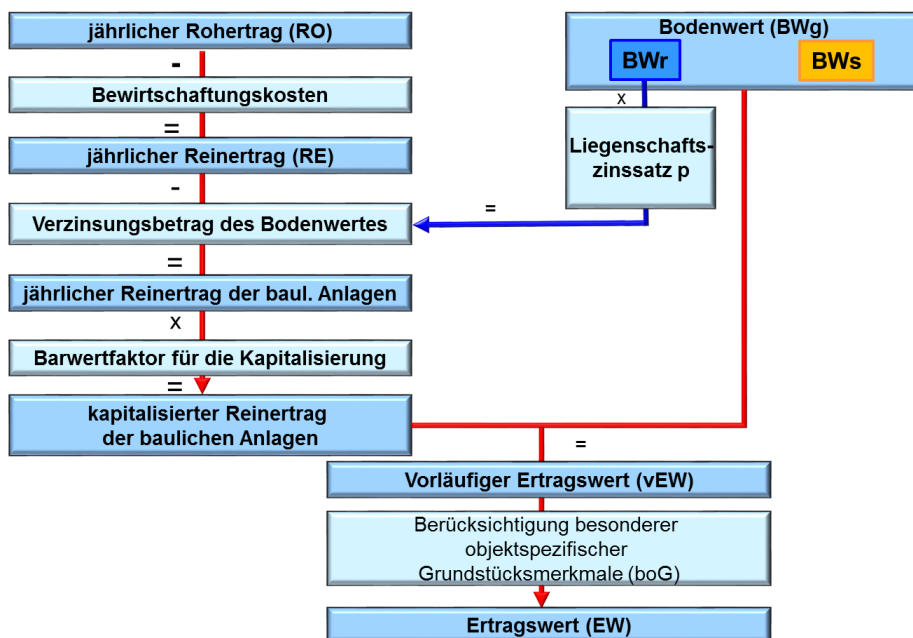 jährlicher Rohertrag (RO)
-
Bewirtschaftungskosten
=
jährlicher Reinertrag (RE)
-
Verzinsungsbetrag des Bodenwertes
=
jährlicher Reinertrag der baul. Anlagen
x
Barwertfaktor für die Kapitalisierung
=
kapitalisierter Reinertrag
der baulichen Anlagen
Bodenwert (BWg)
BWr
BWs
x
Liegenschafts-
zinssatz p
=
=
Vorläufiger Ertragswert (vEW)
Berücksichtigung besonderer
objektspezifischer
Grundstücksmerkmale (boG)
Ertragswert (EW)